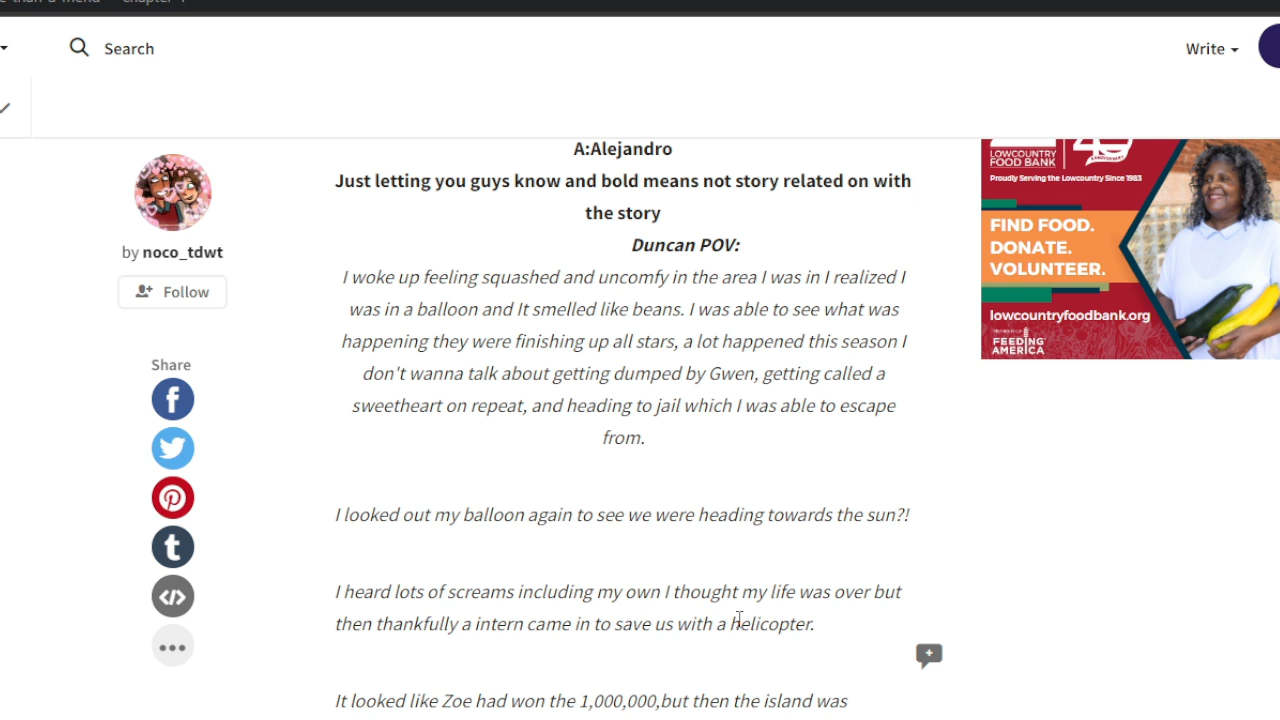 Search
Write
A:Alejandro
Just letting you guys know and bold means not story related on with
the story
Duncan POV:
I woke up feeling squashed and uncomfy in the area I was in I realized I
was in a balloon and It smelled like beans. I was able to see what was
happening they were finishing up all stars, a lot happened this season I
don't wanna talk about getting dumped by Gwen, getting called a
sweetheart on repeat, and heading to jail which I was able to escape
from.
I looked out my balloon again to see we were heading towards the sun?!
I heard lots of screams including my own I thought my life was over but
then thankfully a intern came in to save us with a helicopter.
It looked like Zoe had won the 1,000,000,but then the island was
by noco_tdwt
Follow
Share
LOWCOUNTRY
FOOD BANK
40
Proudly Serving the Lowcountry Since 1983
FIND FOOD.
DONATE.
VOLUNTEER.
lowcountryfoodbank.org
FEEDING
AMERICA